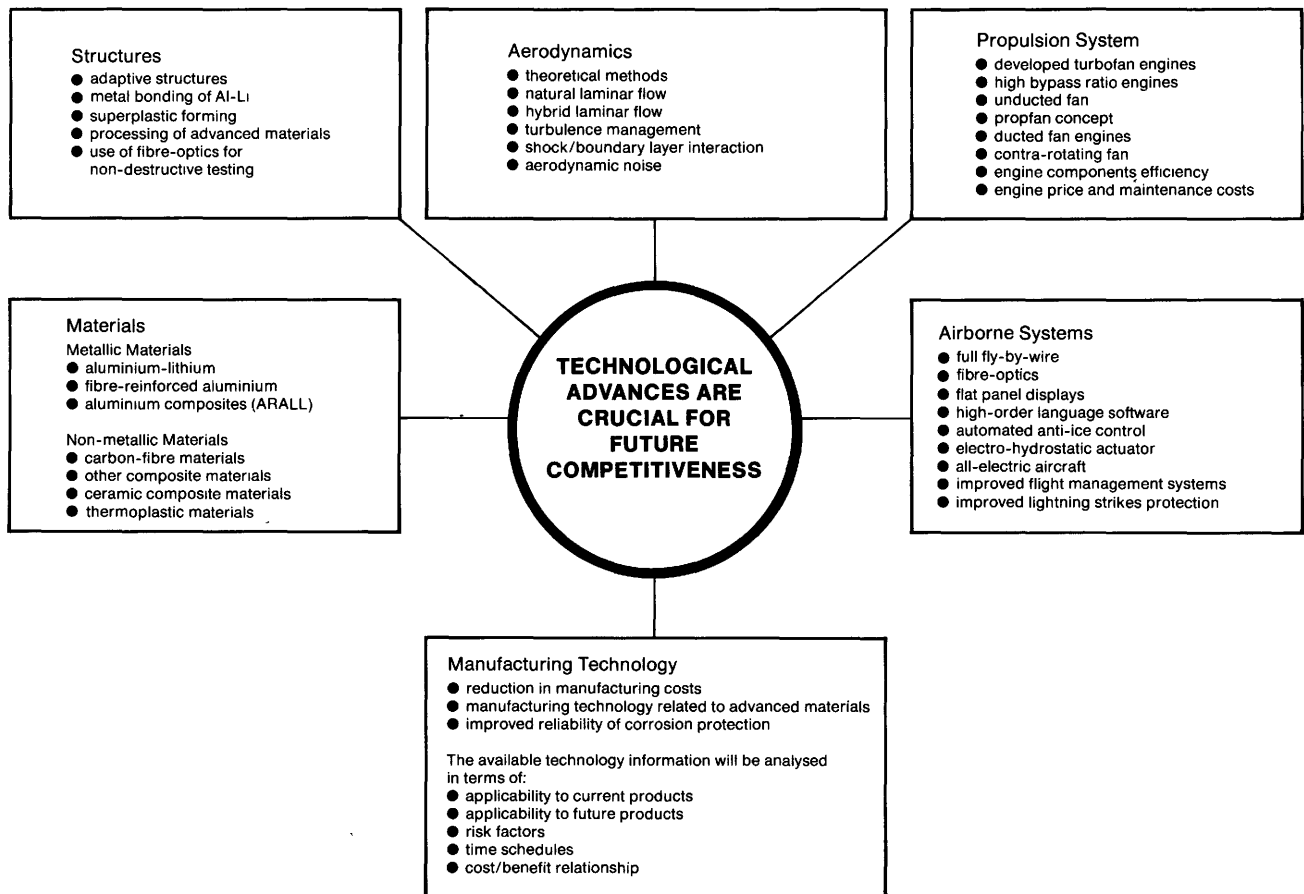 Structures
● adaptive structures
● metal bonding of Al-Li
● superplastic forming
● processing of advanced materials
● use of fibre-optics for
non-destructive testing
Aerodynamics
● theoretical methods
● natural laminar flow
● hybrid laminar flow
● turbulence management
● shock/boundary layer interaction
● aerodynamic noise
Propulsion System
● developed turbofan engines
● high bypass ratio engines
● unducted fan
● propfan concept
● ducted fan engines
● contra-rotating fan
● engine components efficiency
● engine price and maintenance costs
Materials
Metallic Materials
● aluminium-lithium
● fibre-reinforced aluminium
● aluminium composites (ARALL)
Non-metallic Materials
● carbon-fibre materials
● other composite materials
● ceramic composite materials
● thermoplastic materials
TECHNOLOGICAL
ADVANCES ARE
CRUCIAL FOR
FUTURE
COMPETITIVENESS
Airborne Systems
● full fly-by-wire
● fibre-optics
● flat panel displays
● high-order language software
● automated anti-ice control
● electro-hydrostatic actuator
● all-electric aircraft
● improved flight management systems
● improved lightning strikes protection
Manufacturing Technology
● reduction in manufacturing costs
● manufacturing technology related to advanced materials
● improved reliability of corrosion protection
The available technology information will be analysed
in terms of:
● applicability to current products
● applicability to future products
● risk factors
● time schedules
● cost/benefit relationship